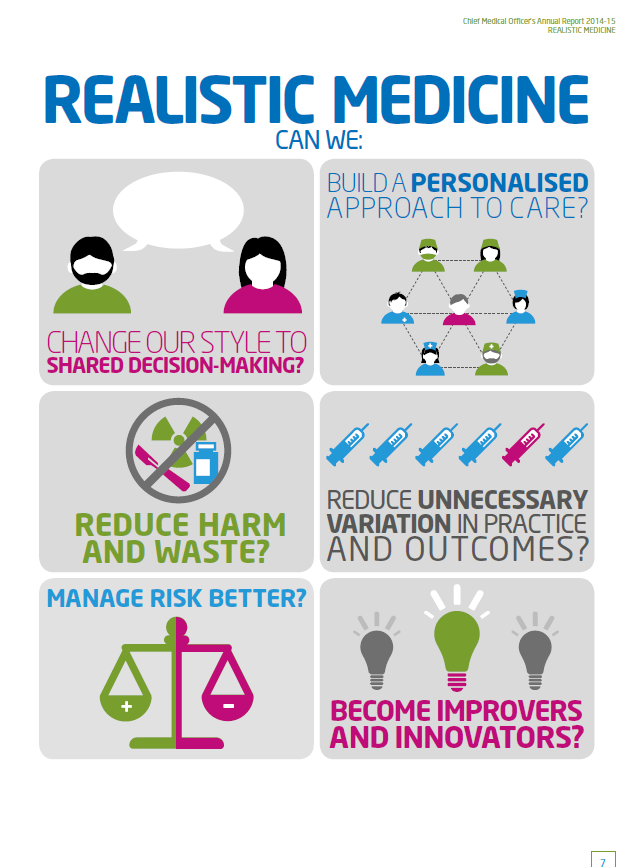 Chief Medical Officer's Annual Report 2014-15
REALISTIC MEDICINE
REALISTIC MEDICINE
CAN WE:
CHANGE OUR STYLE TO
SHARED DECISION-MAKING?
BUILD A PERSONALISED
APPROACH TO CARE?
REDUCE HARM
AND WASTE?
REDUCE UNNECESSARY
VARIATION IN PRACTICE
AND OUTCOMES?
MANAGE RISK BETTER?
+
-
BECOME IMPROVERS
AND INNOVATORS?
7